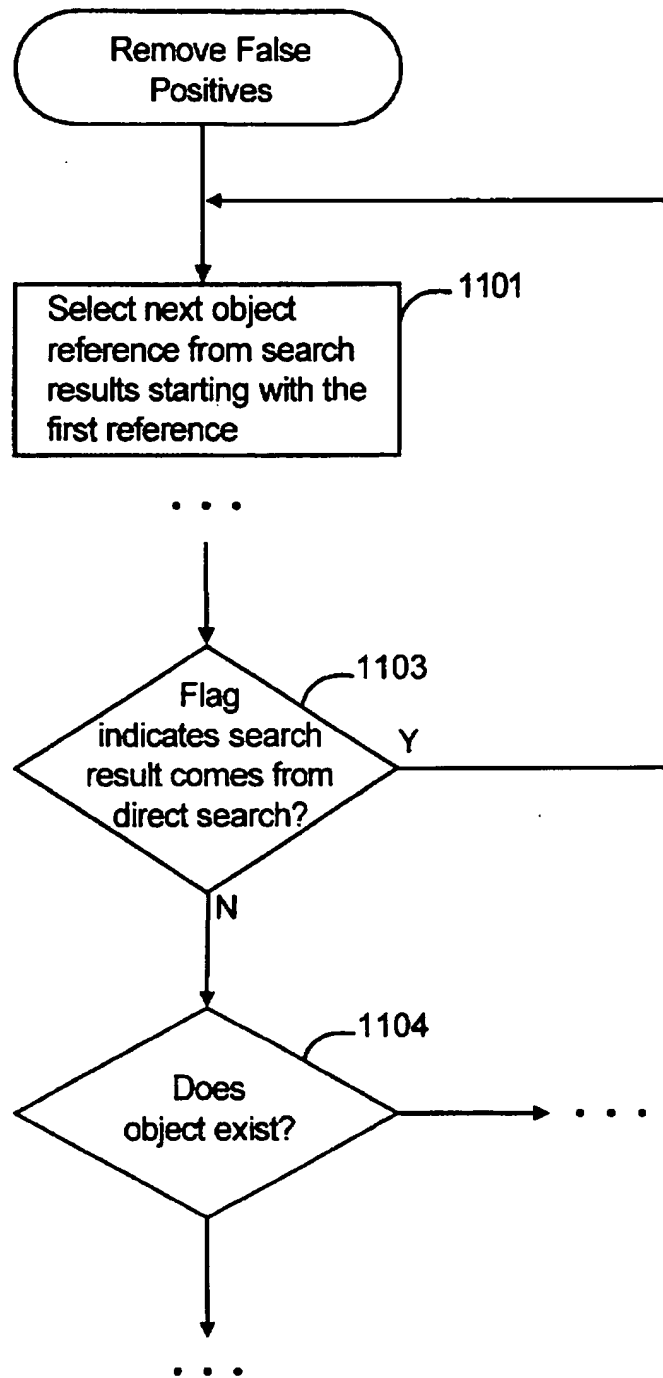 Remove False
Positives
1101
Select next object
reference from search
results starting with the
first reference
. . .
1103
Flag
indicates search
result comes from
direct search?
Y
N
1104
Does
object exist?
. . .
. . .